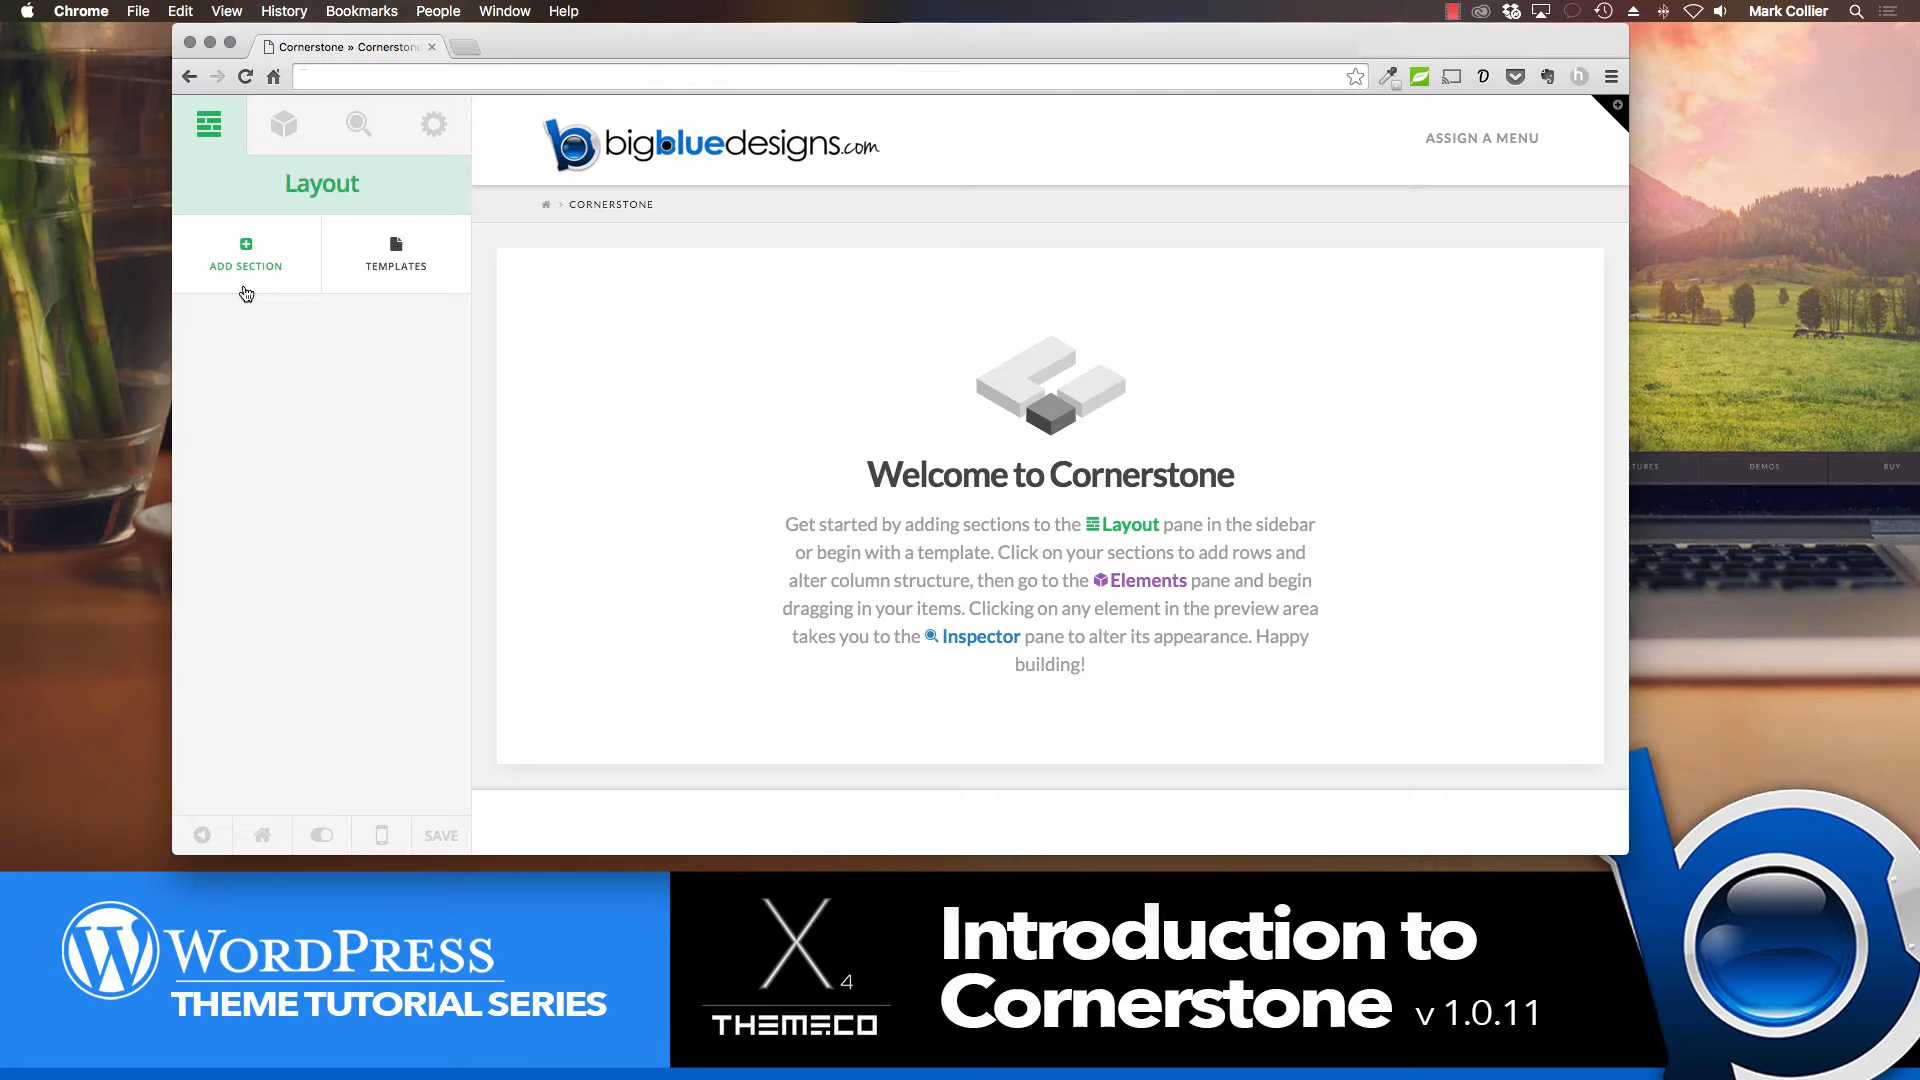 Chrome File Edit View History Bookmarks People Window Help
Mark Collier
Cornerstone » Cornerston
Layout
ADD SECTION
TEMPLATES
SAVE
bigbluedesigns.com
ASSIGN A MENU
CORNERSTONE
Welcome to Cornerstone
Get started by adding sections to the Layout pane in the sidebar
or begin with a template. Click on your sections to add rows and
alter column structure, then go to the Elements pane and begin
dragging in your items. Clicking on any element in the preview area
takes you to the Inspector pane to alter its appearance. Happy
building!
TURES DEMOS BUY
WORDPRESS
THEME TUTORIAL SERIES
X 4
THEMECO
Introduction to
Cornerstone v 1.0.11